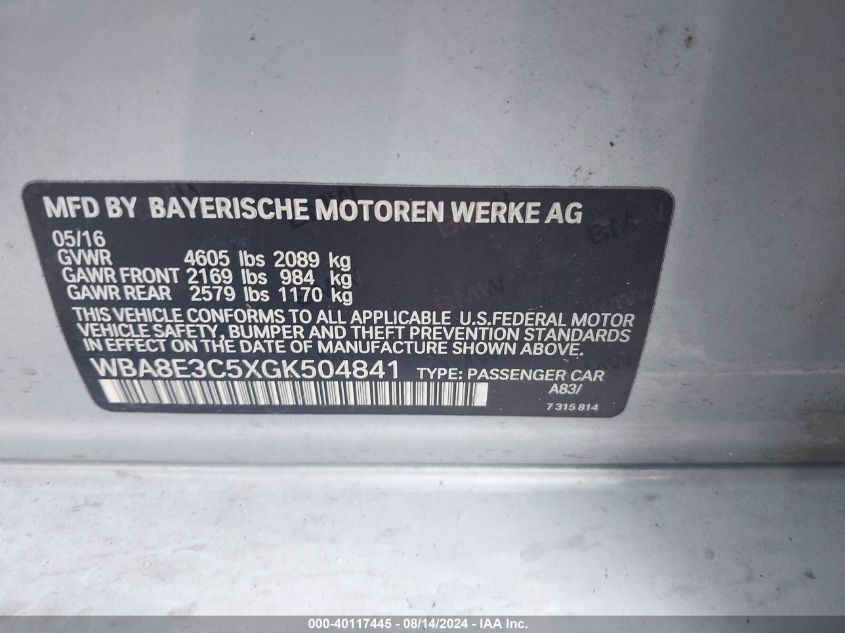 MFD BY BAYERISCHE MOTOREN WERKE AG
05/16
GVWR 4605 lbs 2089 kg
GAWR FRONT 2169 lbs 984 kg
GAWR REAR 2579 lbs 1170 kg
THIS VEHICLE CONFORMS TO ALL APPLICABLE U.S.FEDERAL MOTOR
VEHICLE SAFETY, BUMPER AND THEFT PREVENTION STANDARDS
IN EFFECT ON THE DATE OF MANUFACTURE SHOWN ABOVE.
WBA8E3C5XGK504841 TYPE: PASSENGER CAR
A83/
7 315 814
000-40117445 - 08/14/2024 - IAA Inc.